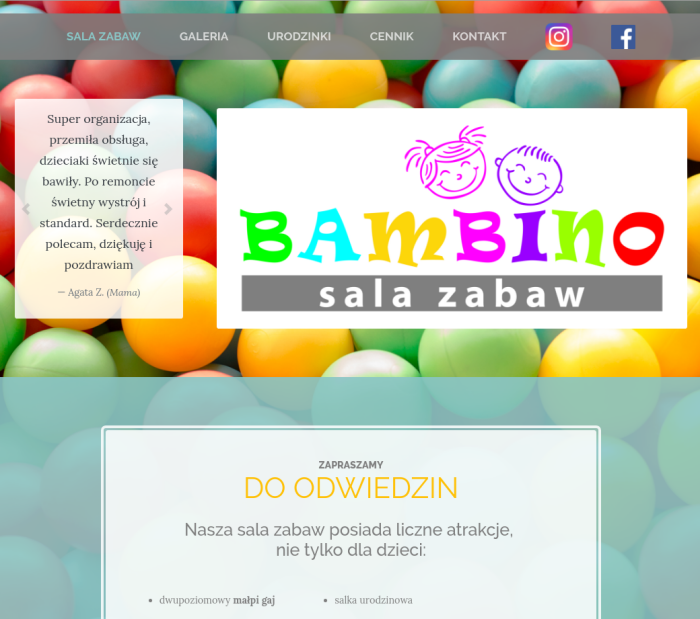 SALA ZABAW GALERIA URODZINKI CENNIK KONTAKT
Super organizacja,
przemiła obsługa,
dzieciaki świetnie się
bawiły. Po remoncie
świetny wystrój i
standard. Serdecznie
polecam, dziękuję i
pozdrawiam
— Agata Z. (Mama)
BAMBINO
sala zabaw
ZAPRASZAMY
DO ODWIEDZIN
Nasza sala zabaw posiada liczne atrakcje,
nie tylko dla dzieci:
• dwupoziomowy małpi gaj
• salka urodzinowa